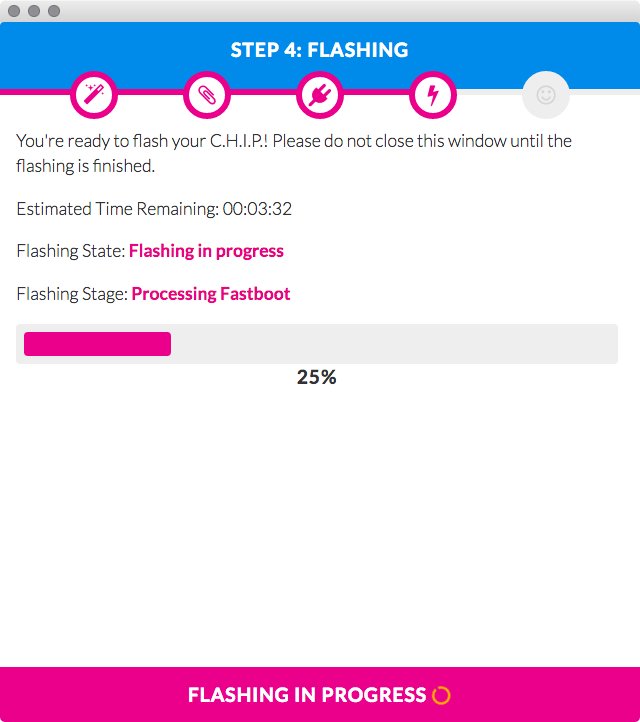 STEP 4: FLASHING
You're ready to flash your C.H.I.P.! Please do not close this window until the
flashing is finished.
Estimated Time Remaining: 00:03:32
Flashing State: Flashing in progress
Flashing Stage: Processing Fastboot
25%
FLASHING IN PROGRESS